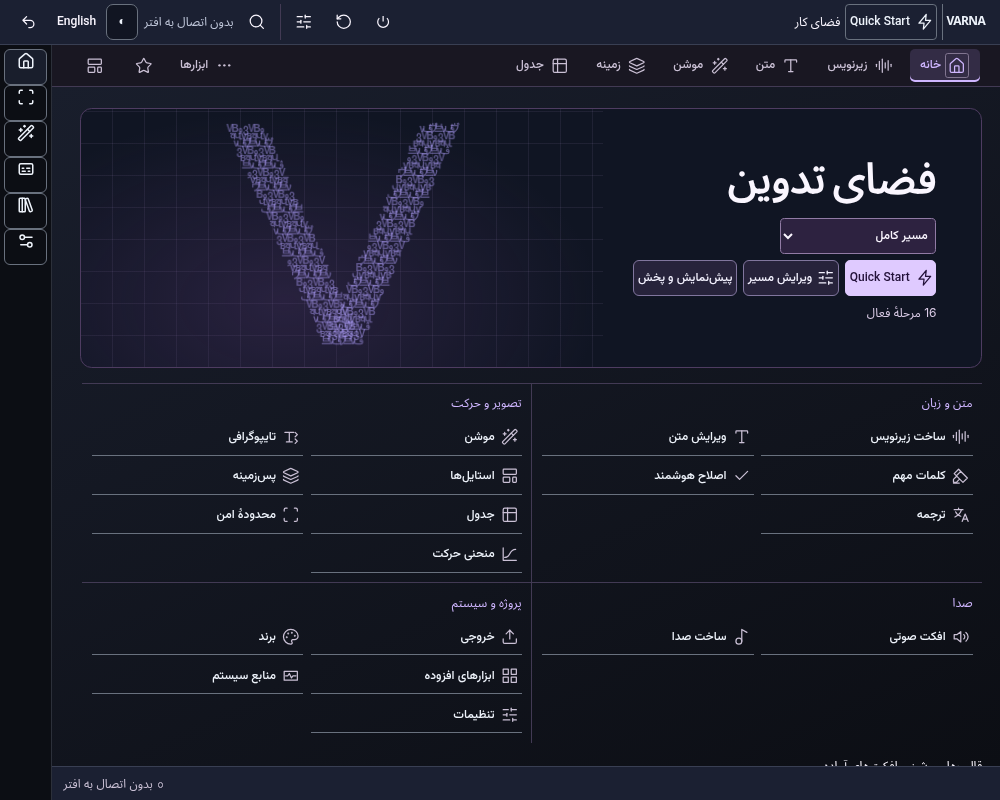 VARNA
Quick Start
فضای کار
بدون اتصال به افتر
English
خانه
زیرنویس
متن
موشن
زمینه
جدول
ابزارها
فضای تدوین
مسیر کامل
Quick Start
ویرایش مسیر
پیش‌نمایش و پخش
16 مرحلهٔ فعال
متن و زبان
ساخت زیرنویس
ویرایش متن
کلمات مهم
اصلاح هوشمند
ترجمه
تصویر و حرکت
موشن
تایپوگرافی
استایل‌ها
پس‌زمینه
جدول
محدودهٔ امن
منحنی حرکت
صدا
افکت صوتی
ساخت صدا
پروژه و سیستم
خروجی
برند
ابزارهای افزوده
منابع سیستم
تنظیمات
بدون اتصال به افتر